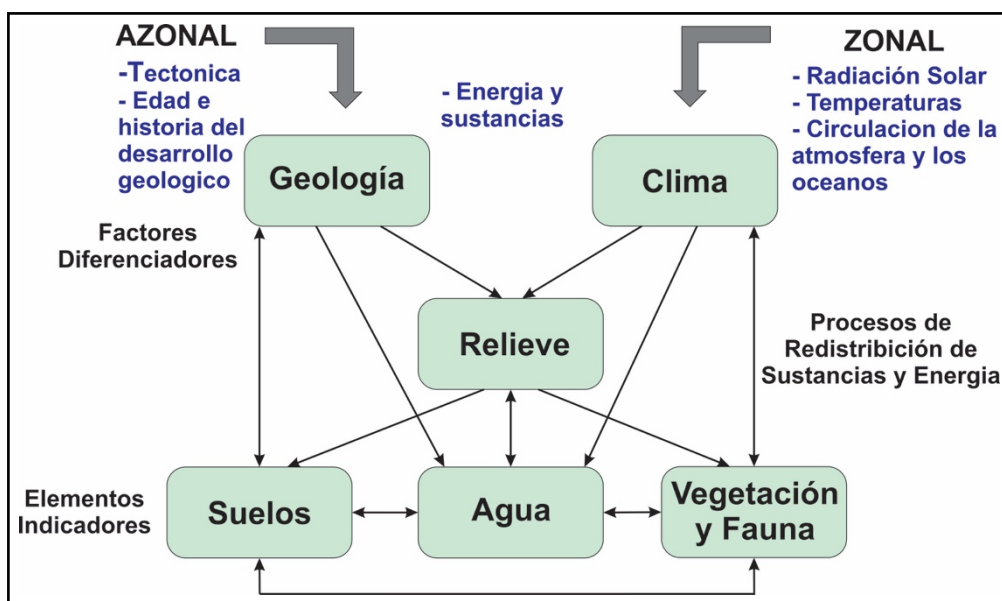 AZONAL
-Tectonica
- Edad e
historia del
desarrollo
geologico
- Energia y
sustancias
ZONAL
- Radiación Solar
- Temperaturas
- Circulacion de la
atmosfera y los
oceanos
Geología
Clima
Factores
Diferenciadores
Relieve
Procesos de
Redistribición de
Sustancias y Energia
Elementos
Indicadores
Suelos
Agua
Vegetación
y Fauna